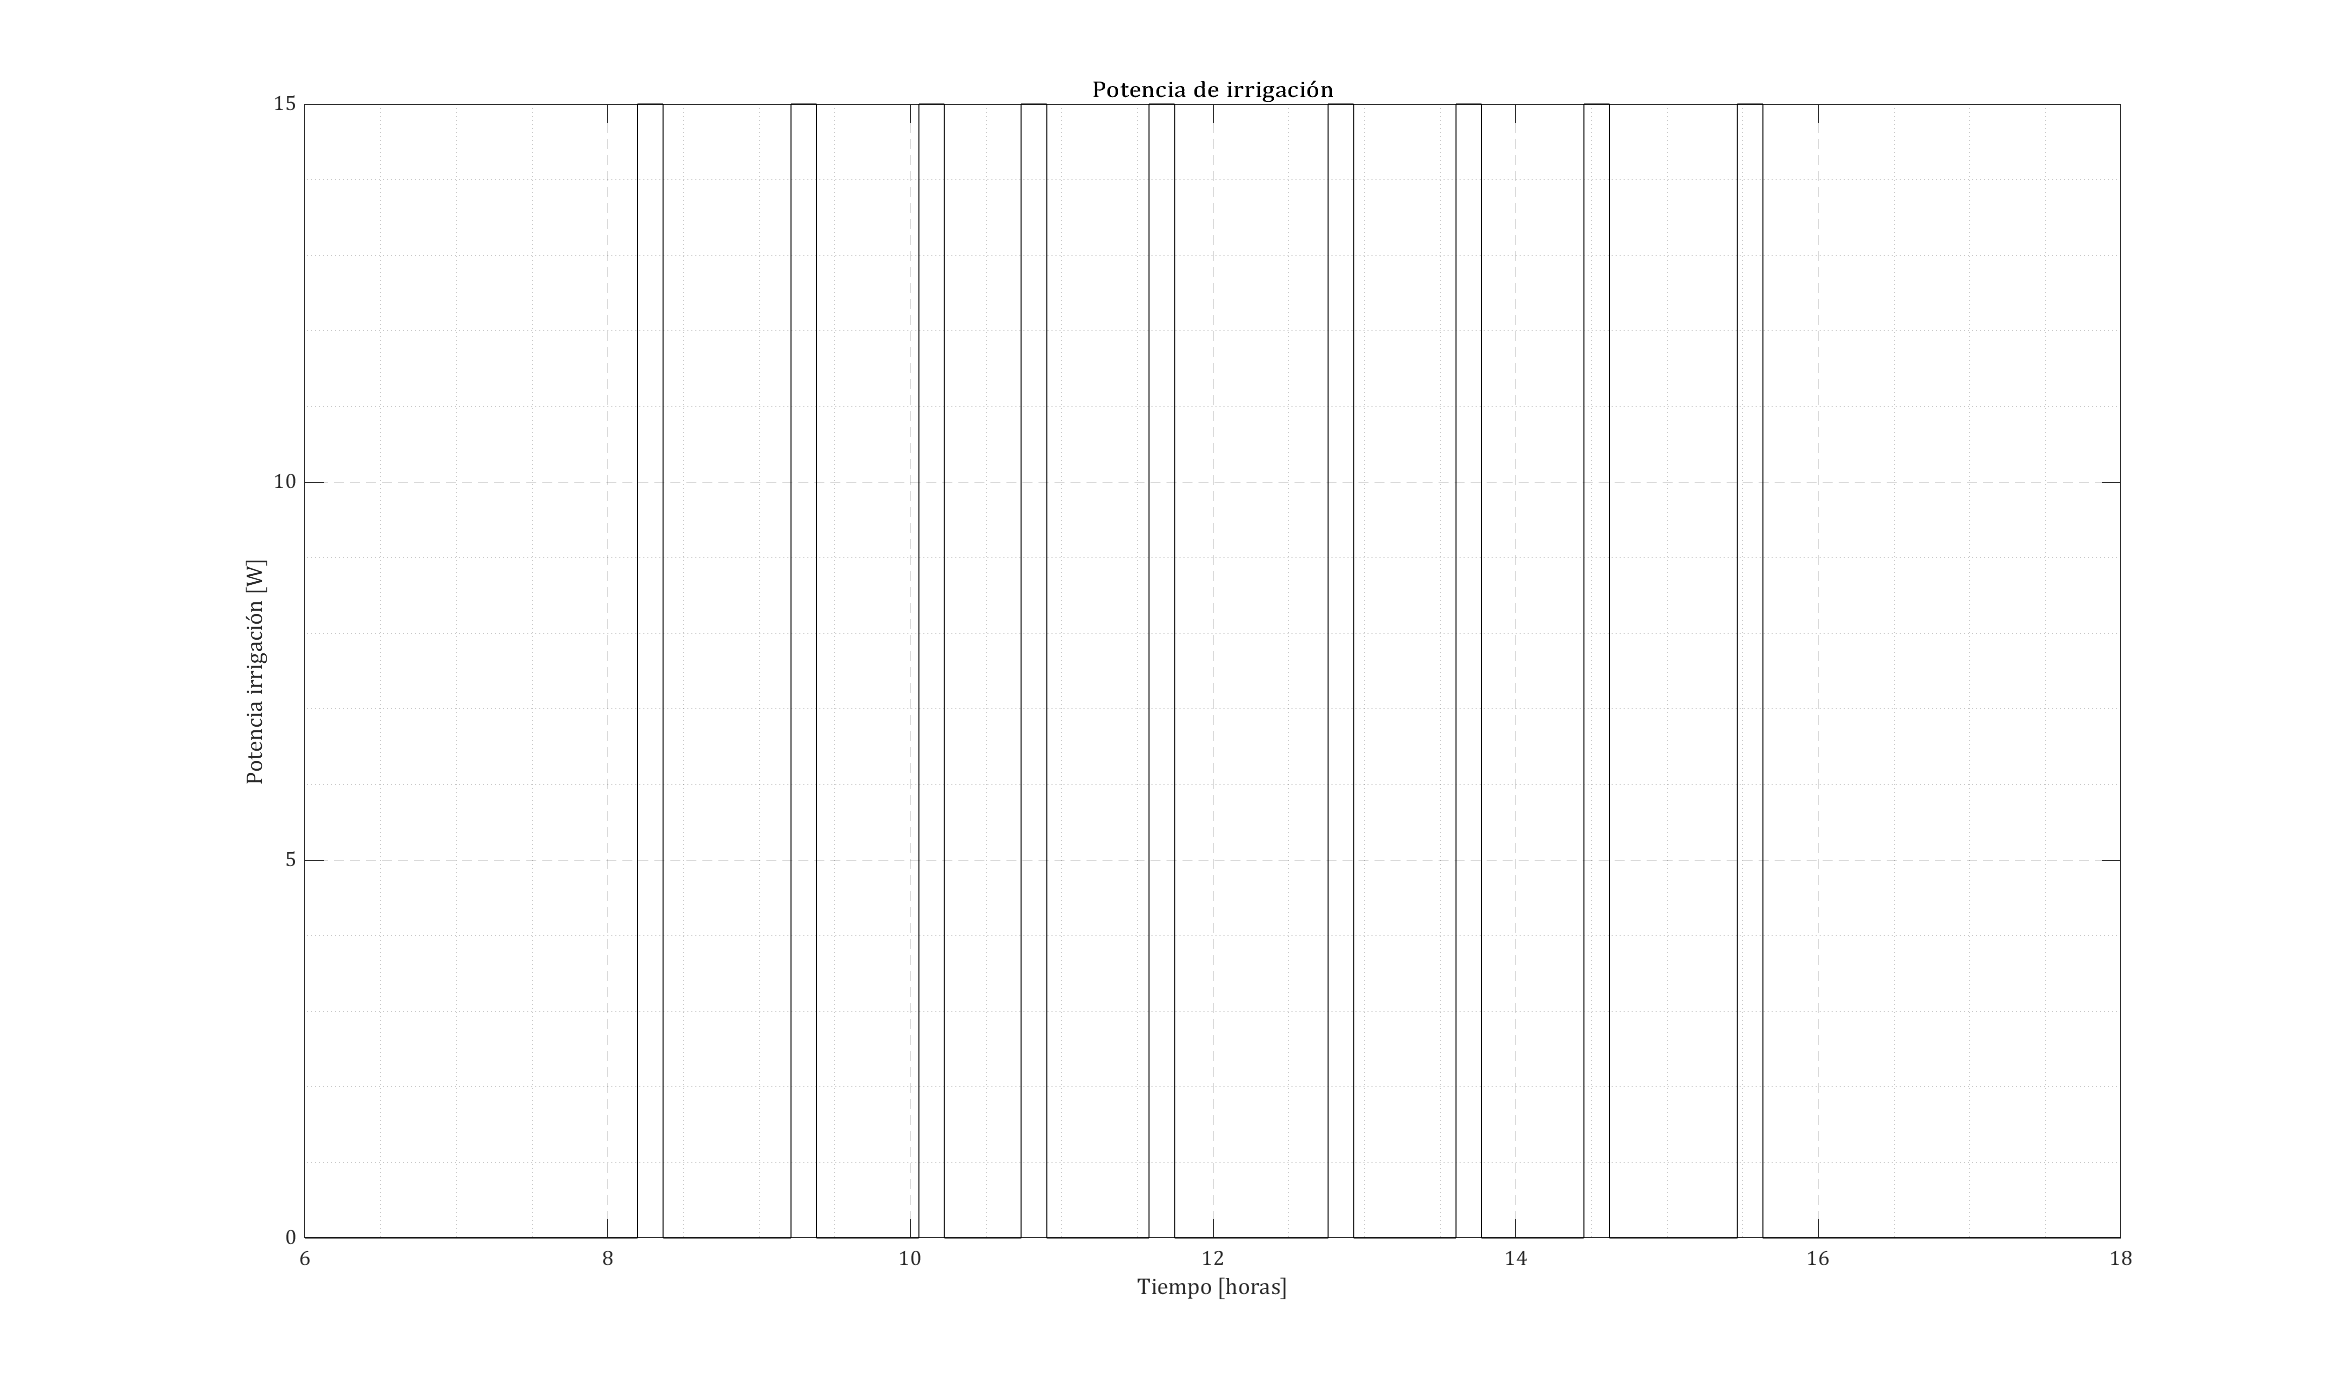 Potencia de irrigación
15
10
5
0
Potencia irrigación [W]
6 8 10 12 14 16 18
Tiempo [horas]